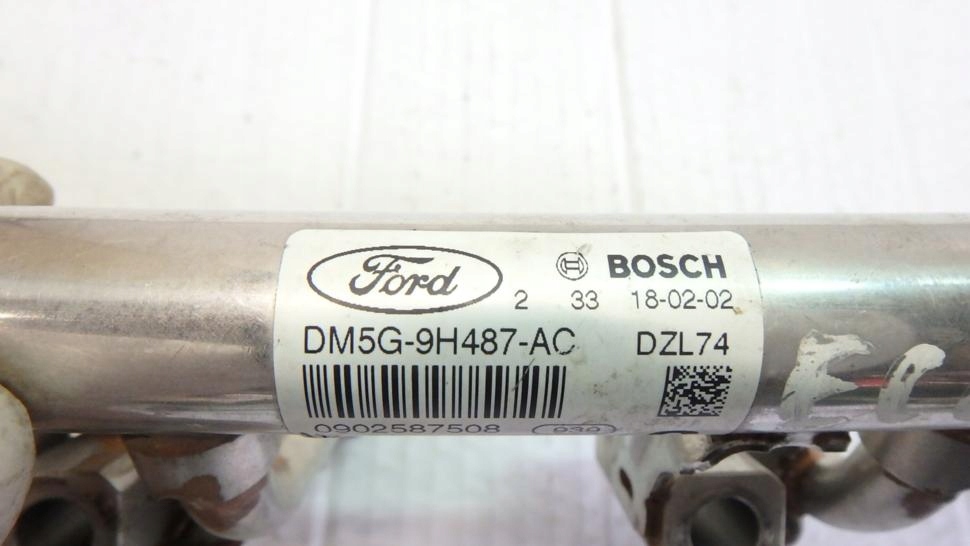 Ford
BOSCH
2 33 18-02-02
DM5G-9H487-AC DZL74
0902587508